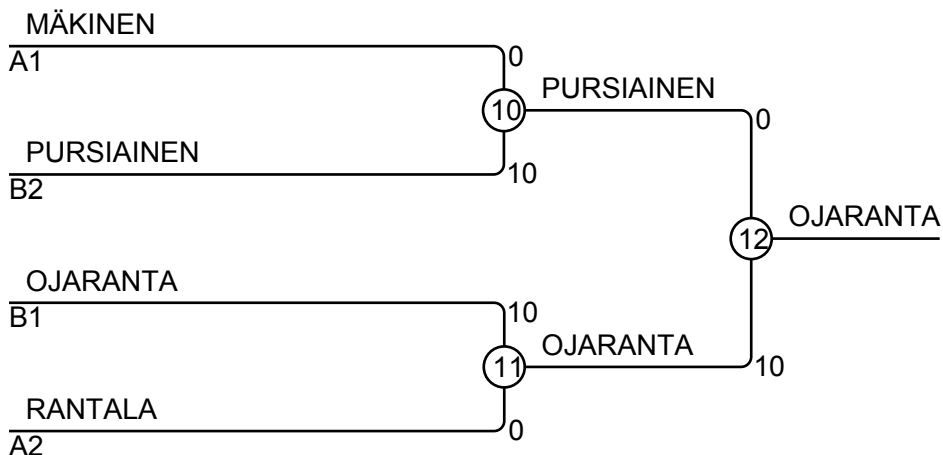 MÄKINEN
A1
0
10
PURSIAINEN
0
PURSIAINEN
B2
10
12
OJARANTA
OJARANTA
B1
10
11
OJARANTA
10
RANTALA
A2
0